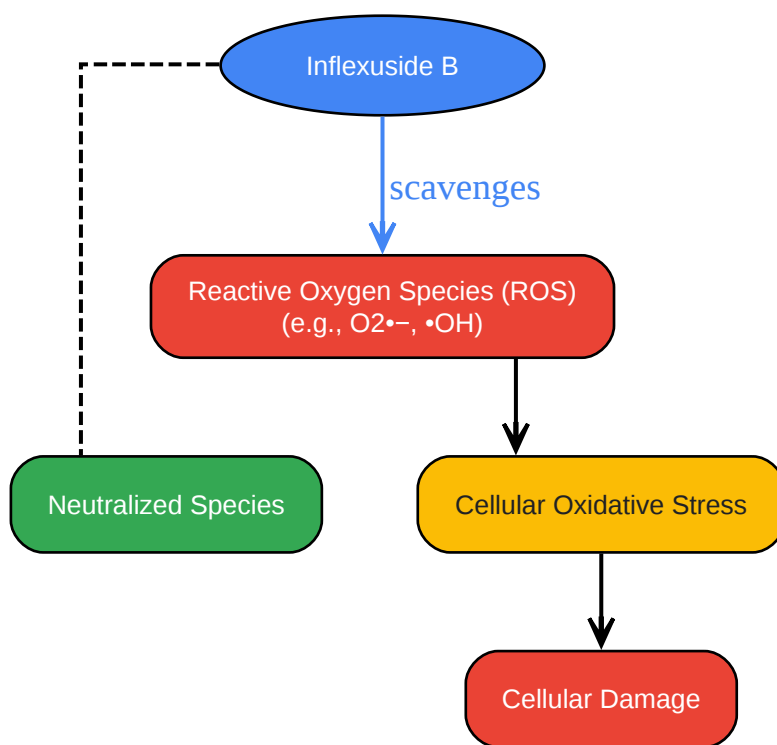 Inflexuside B
scavenges
Reactive Oxygen Species (ROS)
(e.g., O2•−, •OH)
Neutralized Species
Cellular Oxidative Stress
Cellular Damage